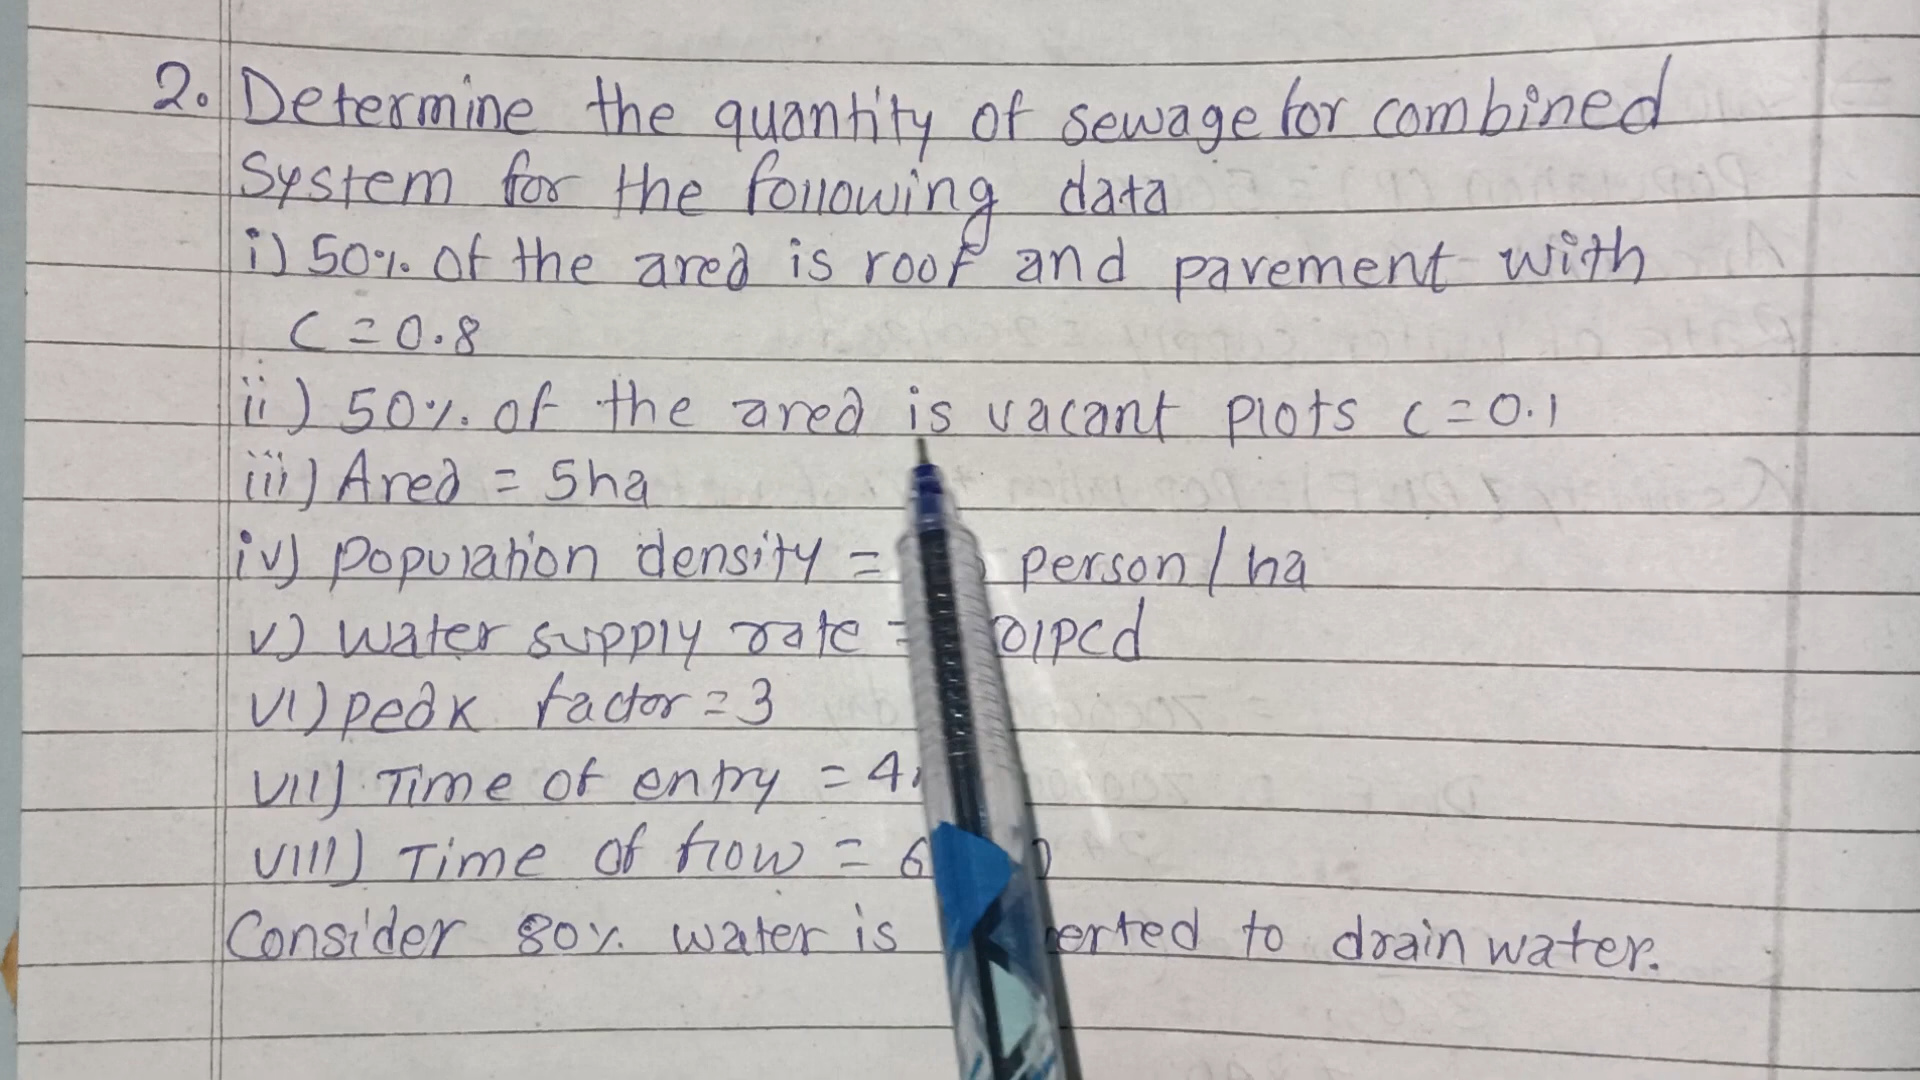 2. Determine the quantity of sewage for combined
System for the following data
i) 50%. of the area is roof and pavement with
C = 0.8
ii) 50%. of the area is vacant plots C = 0.1
iii) Area = 5ha
iv) population density = person / ha
v) water supply rate = lpcd
vi) peak factor = 3
vii) Time of entry = 4
viii) Time of flow = 6
Consider 80%. water is to drain water.